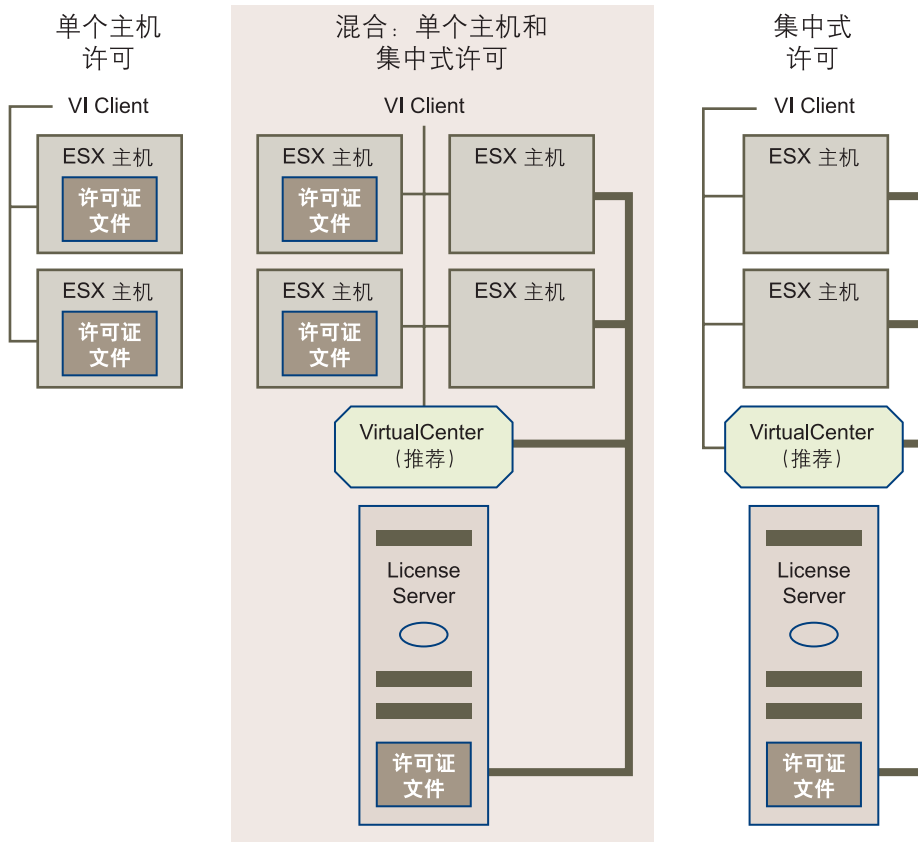 单个主机
许可
VI Client
ESX 主机
许可证
文件
ESX 主机
许可证
文件
混合：单个主机和
集中式许可
VI Client
ESX 主机
许可证
文件
ESX 主机
ESX 主机
许可证
文件
ESX 主机
VirtualCenter
（推荐）
License
Server
许可证
文件
集中式
许可
VI Client
ESX 主机
ESX 主机
VirtualCenter
（推荐）
License
Server
许可证
文件